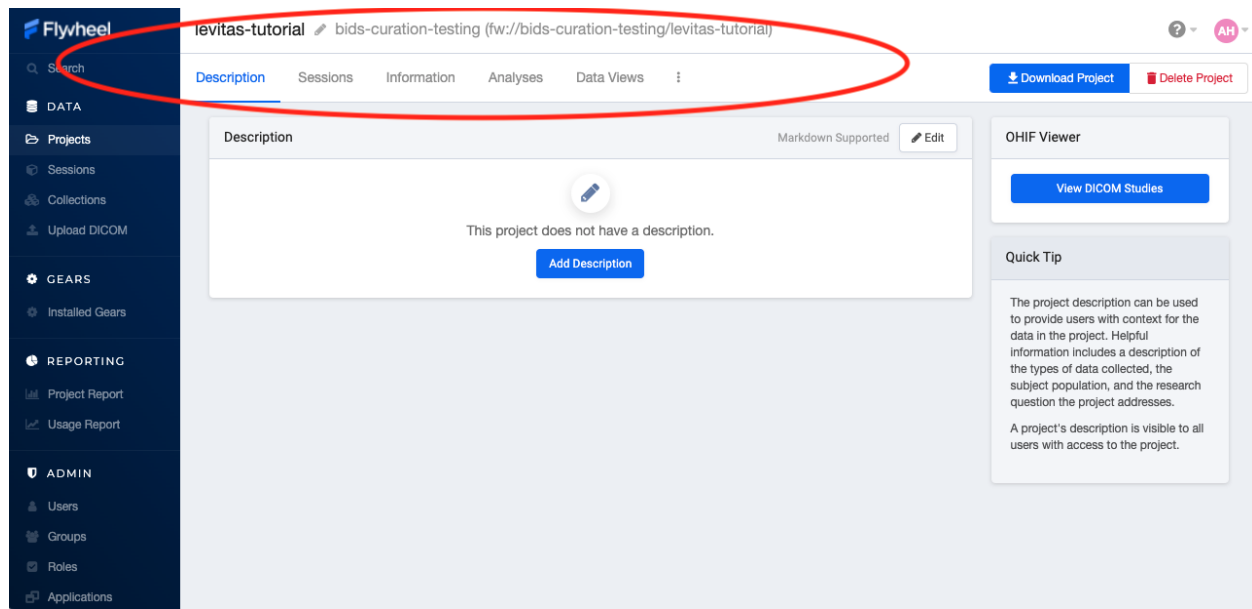 Flywheel
Search
DATA
Projects
Sessions
Collections
Upload DICOM
GEARS
Installed Gears
REPORTING
Project Report
Usage Report
ADMIN
Users
Groups
Roles
Applications
levitas-tutorial bids-curation-testing (fw://bids-curation-testing/levitas-tutorial)
? AH
Description Sessions Information Analyses Data Views
Download Project Delete Project
Description Markdown Supported Edit
This project does not have a description.
Add Description
OHIF Viewer
View DICOM Studies
Quick Tip
The project description can be used
to provide users with context for the
data in the project. Helpful
information includes a description of
the types of data collected, the
subject population, and the research
question the project addresses.
A project's description is visible to all
users with access to the project.